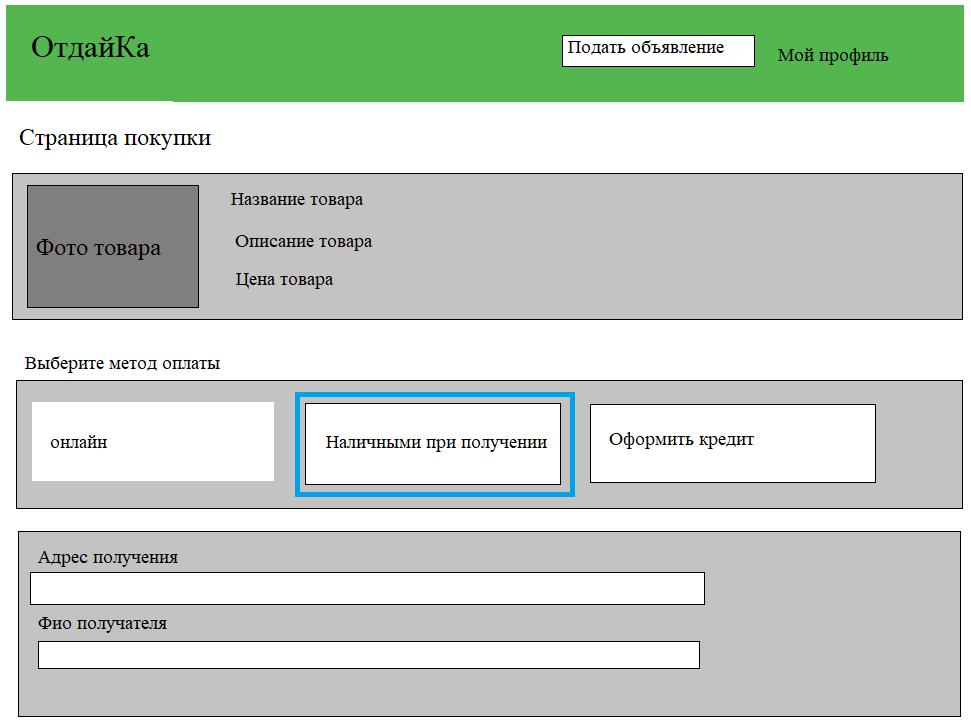 ОтдайКа
Подать объявление
Мой профиль
Страница покупки
Фото товара
Название товара
Описание товара
Цена товара
Выберите метод оплаты
онлайн
Наличными при получении
Оформить кредит
Адрес получения
Фио получателя